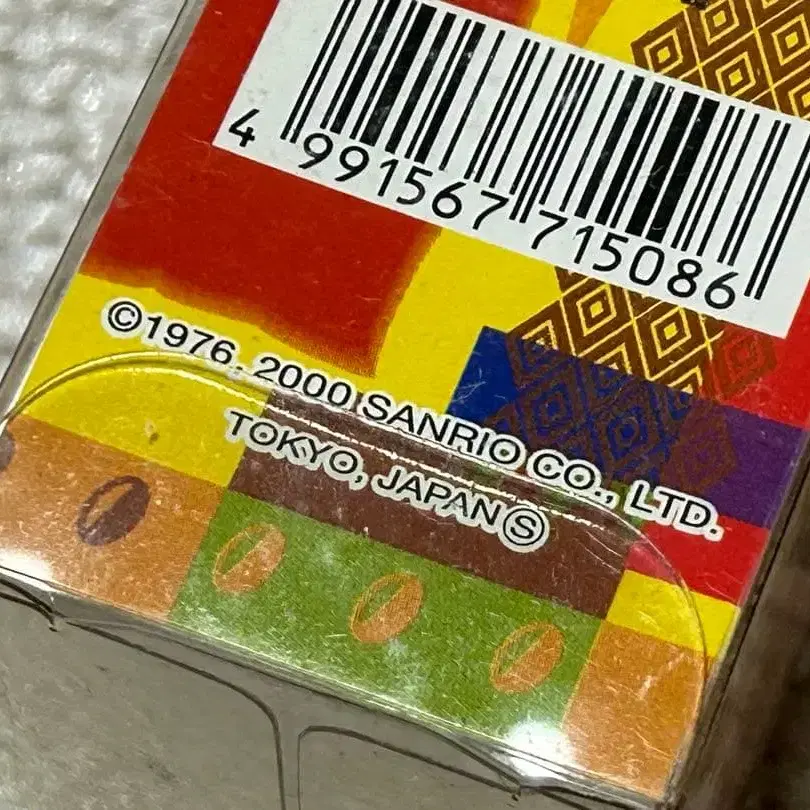 4 991567 715086
©1976, 2000 SANRIO CO., LTD.
TOKYO, JAPAN Ⓢ